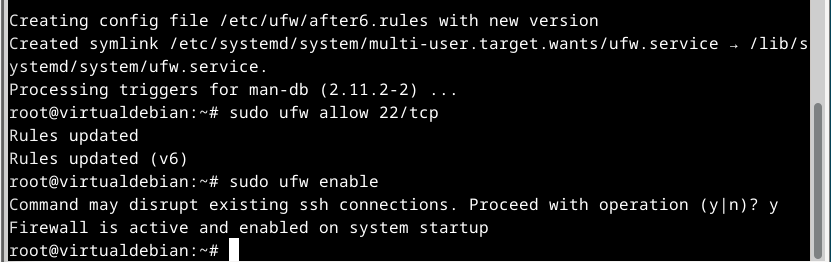 Creating config file /etc/ufw/after6.rules with new version
Created symlink /etc/systemd/system/multi-user.target.wants/ufw.service → /lib/s
ystemd/system/ufw.service.
Processing triggers for man-db (2.11.2-2) ...
root@virtualdebian:~# sudo ufw allow 22/tcp
Rules updated
Rules updated (v6)
root@virtualdebian:~# sudo ufw enable
Command may disrupt existing ssh connections. Proceed with operation (y|n)? y
Firewall is active and enabled on system startup
root@virtualdebian:~#